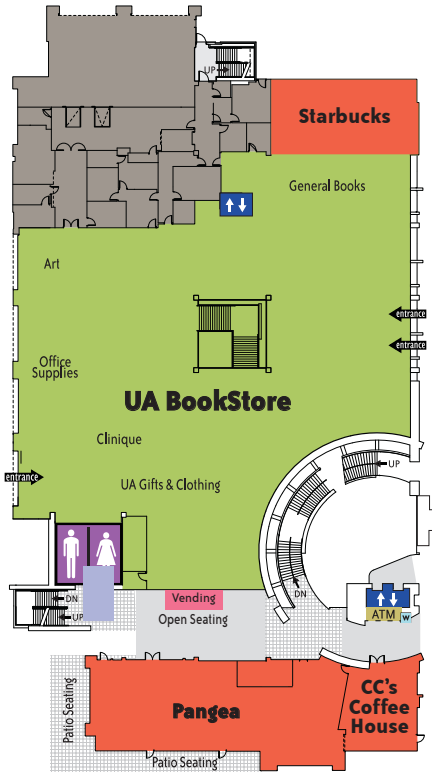 UP
Starbucks
General Books
Art
entrance
entrance
Office
Supplies
UA BookStore
Clinique
UP
entrance
UA Gifts & Clothing
DN
DN
UP
Vending
Open Seating
ATM
W
Patio Seating
Pangea
CC's
Coffee
House
Patio Seating